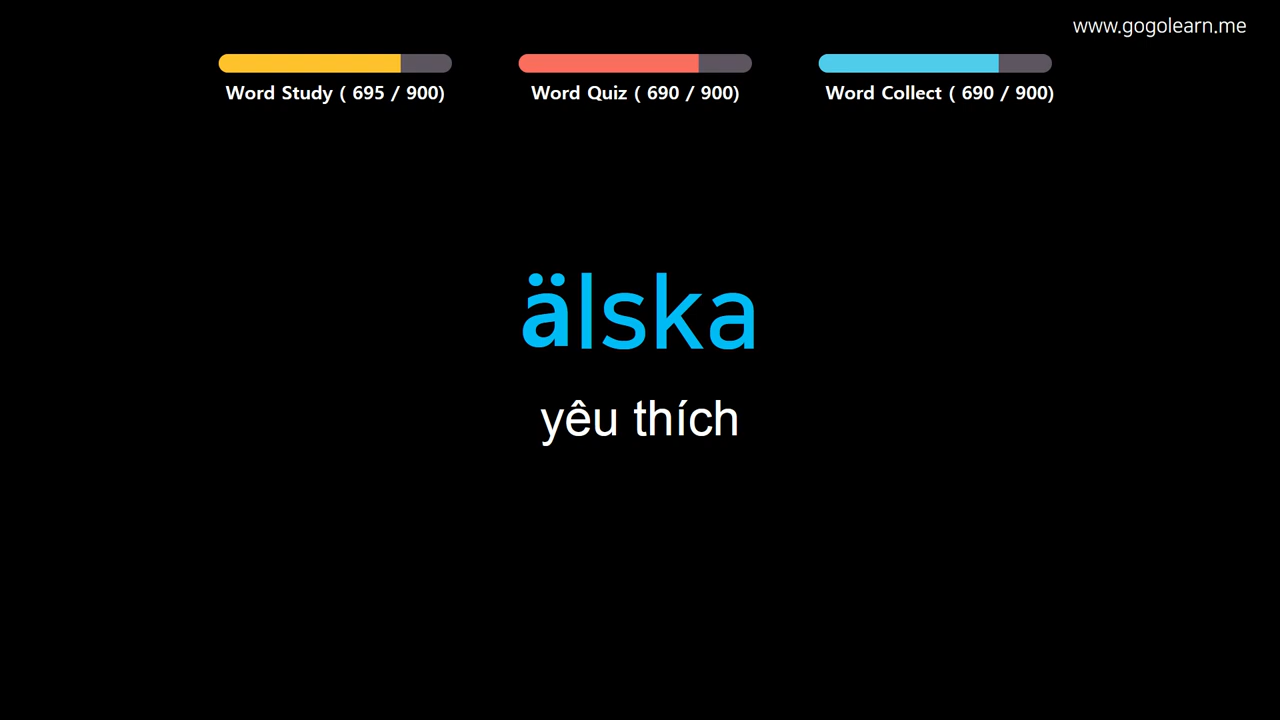 www.gogolearn.me
Word Study ( 695 / 900)
Word Quiz ( 690 / 900)
Word Collect ( 690 / 900)
älska
yêu thích